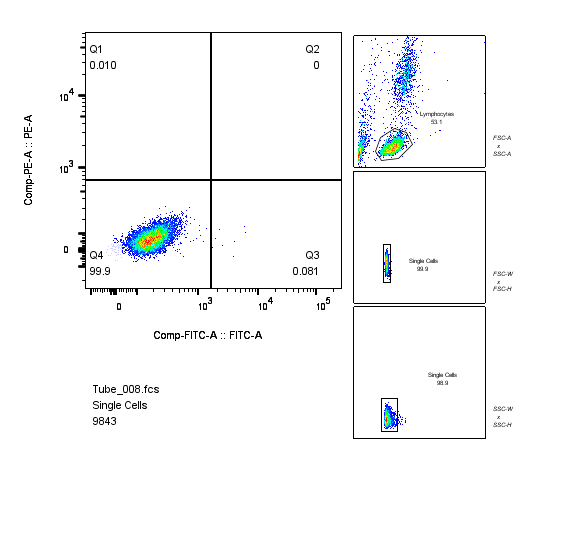 Q1
0.010
Q2
0
10^4
10^3
0
Q4
99.9
Q3
0.081
0
10^3
10^4
10^5
Comp-PE-A :: PE-A
Comp-FITC-A :: FITC-A
Tube_008.fcs
Single Cells
9843
Lymphocytes
53.1
FSC-A
x
SSC-A
Single Cells
99.9
FSC-W
x
FSC-H
Single Cells
98.9
SSC-W
x
SSC-H